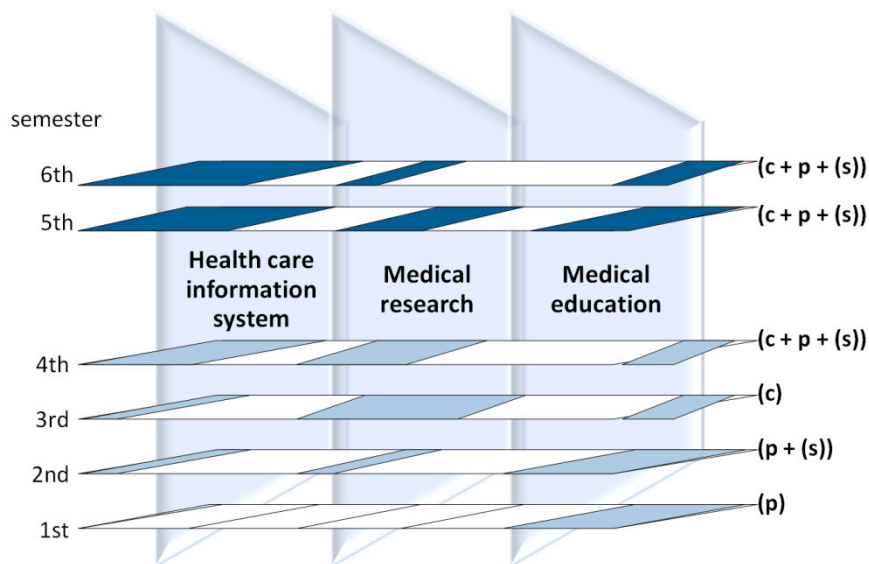 semester
6th
(c + p + (s))
5th
(c + p + (s))
Health care
information
system
Medical
research
Medical
education
4th
(c + p + (s))
3rd
(c)
2nd
(p + (s))
1st
(p)